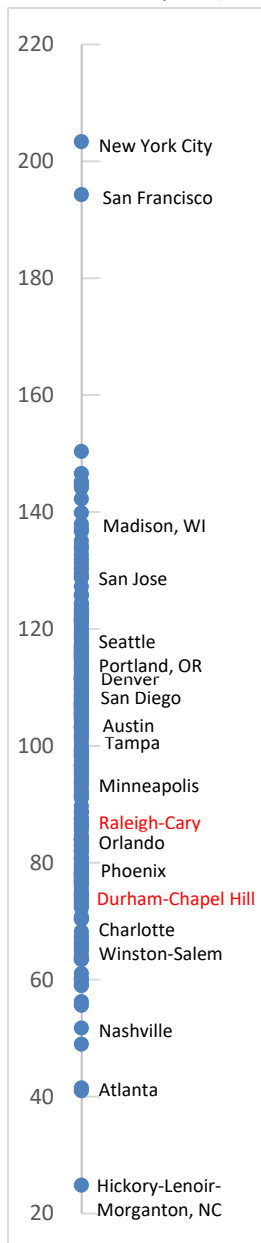 220
New York City
200
San Francisco
180
160
140
Madison, WI
San Jose
120
Seattle
Portland, OR
Denver
San Diego
Austin
100
Tampa
Minneapolis
Raleigh-Cary
Orlando
80
Phoenix
Durham-Chapel Hill
Charlotte
Winston-Salem
60
Nashville
40
Atlanta
Hickory-Lenoir-
Morganton, NC
20